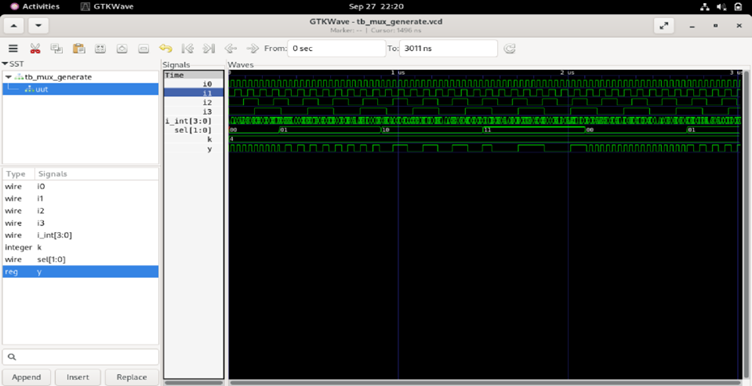 Activities GTKWave Sep 27 22:20
GTKWave - tb_mux_generate.vcd
Marker: -- | Cursor: 1496 ns
From: 0 sec To: 3011 ns
SST
tb_mux_generate
uut
Type Signals
wire i0
wire i1
wire i2
wire i3
wire i_int[3:0]
integer k
wire sel[1:0]
reg y
Append Insert Replace
Signals
Time
i0
i1
i2
i3
i_int[3:0]
sel[1:0]
k
y
Waves
0 1 us 2 us 3 us
00 01 10 11 00 01
4